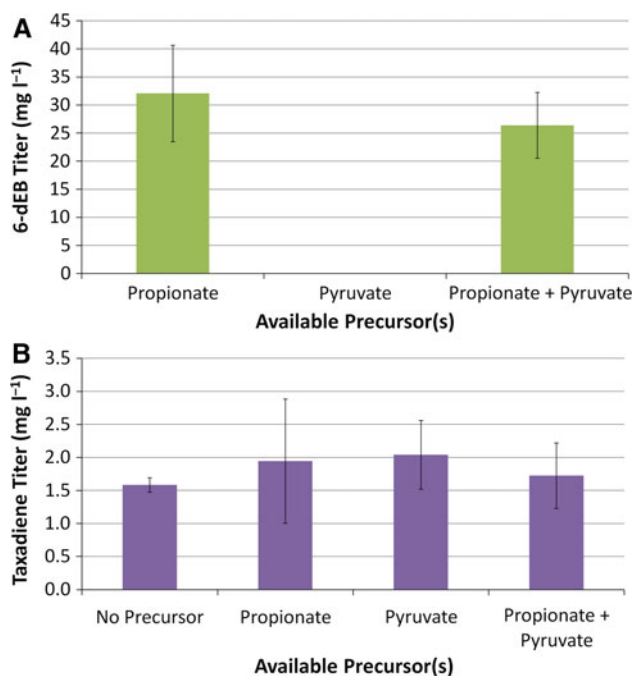 A
6-dEB Titer (mg l⁻¹)
45
40
35
30
25
20
15
10
5
0
Propionate Pyruvate Propionate + Pyruvate
Available Precursor(s)
B
Taxadiene Titer (mg l⁻¹)
3.5
3.0
2.5
2.0
1.5
1.0
0.5
0.0
No Precursor Propionate Pyruvate Propionate +
Pyruvate
Available Precursor(s)